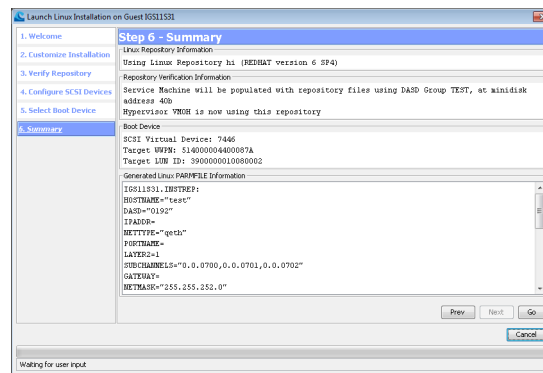 Launch Linux Installation on Guest IGS11S31
1. Welcome
2. Customize Installation
3. Verify Repository
4. Configure SCSI Devices
5. Select Boot Device
6. Summary
Step 6 - Summary
Linux Repository Information
Using Linux Repository hi (REDHAT version 6 SP4)
Repository Verification Information
Service Machine will be populated with repository files using DASD Group TEST, at minidisk
address 40b
Hypervisor VMOH is now using this repository
Boot Device
SCSI Virtual Device: 7446
Target WWPN: 514000004400087A
Target LUN ID: 3900000010080002
Generated Linux PARMFILE Information
IGS11S31.INSTREP:
HOSTNAME="test"
DASD="0192"
IPADDR=
NETTYPE="qeth"
PORTNAME=
LAYER2=1
SUBCHANNELS="0.0.0700,0.0.0701,0.0.0702"
GATEWAY=
NETMASK="255.255.252.0"
Prev Next Go
Cancel
Waiting for user input